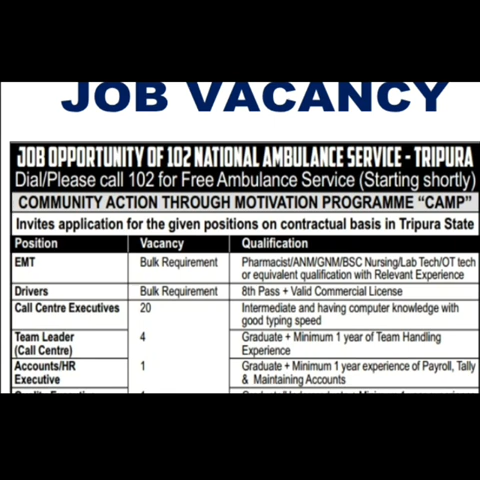 JOB VACANCY
JOB OPPORTUNITY OF 102 NATIONAL AMBULANCE SERVICE - TRIPURA
Dial/Please call 102 for Free Ambulance Service (Starting shortly)
COMMUNITY ACTION THROUGH MOTIVATION PROGRAMME “CAMP”
Invites application for the given positions on contractual basis in Tripura State
Position Vacancy Qualification
EMT Bulk Requirement Pharmacist/ANM/GNM/BSC Nursing/Lab Tech/OT tech
or equivalent qualification with Relevant Experience
Drivers Bulk Requirement 8th Pass + Valid Commercial License
Call Centre Executives 20 Intermediate and having computer knowledge with
good typing speed
Team Leader 4 Graduate + Minimum 1 year of Team Handling
(Call Centre) Experience
Accounts/HR 1 Graduate + Minimum 1 year experience of Payroll, Tally
Executive & Maintaining Accounts